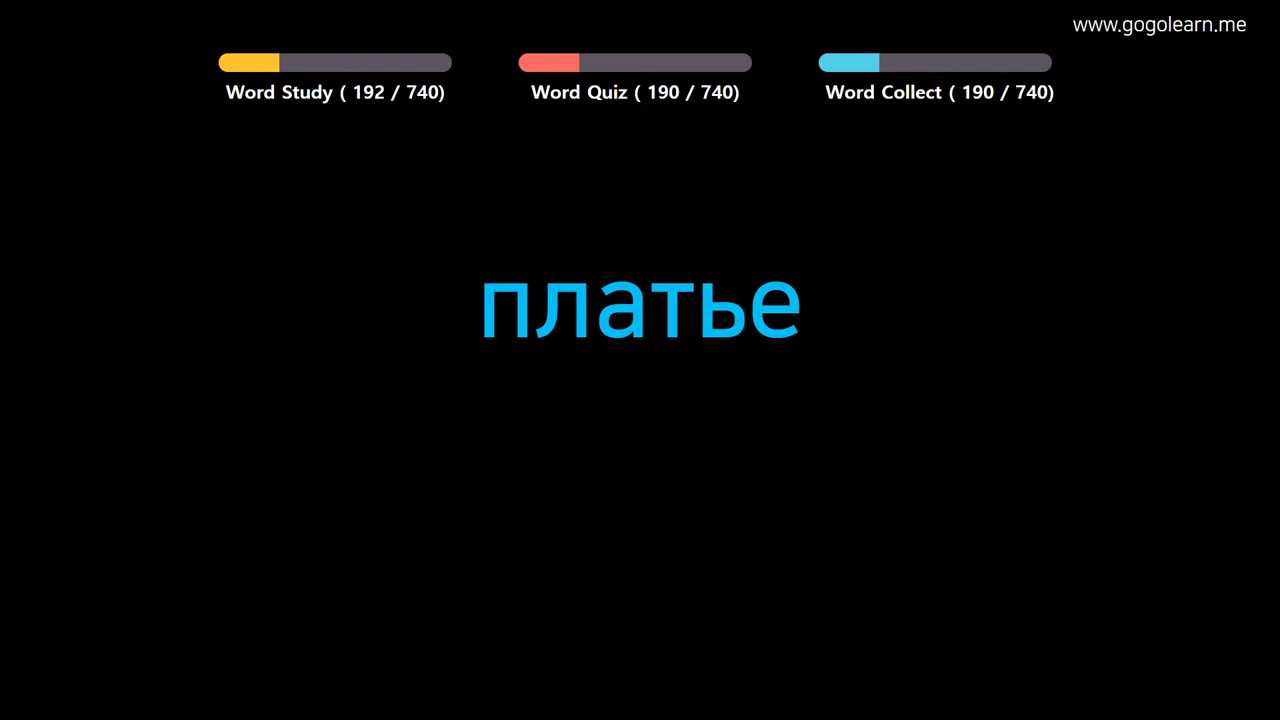 www.gogolearn.me
Word Study ( 192 / 740)
Word Quiz ( 190 / 740)
Word Collect ( 190 / 740)
платье